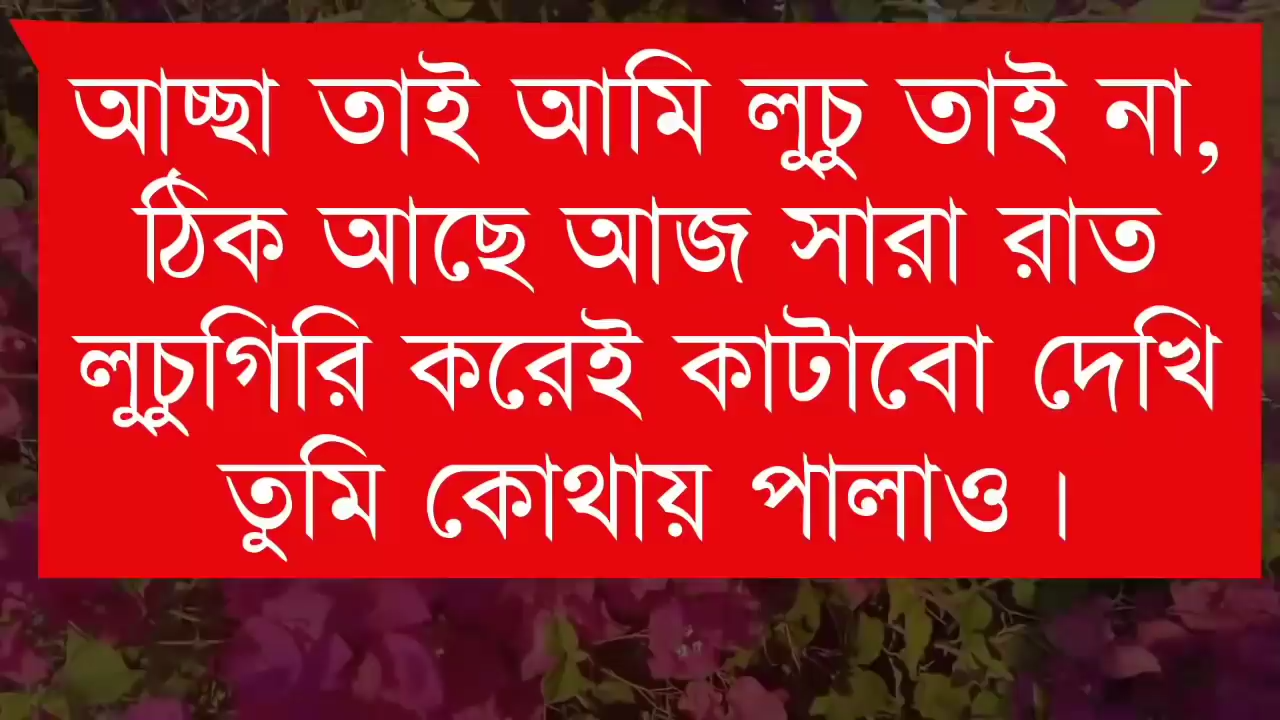 আচ্ছা তাই আমি লুচু তাই না,
ঠিক আছে আজ সারা রাত
লুচুগিরি করেই কাটাবো দেখি
তুমি কোথায় পালাও ।